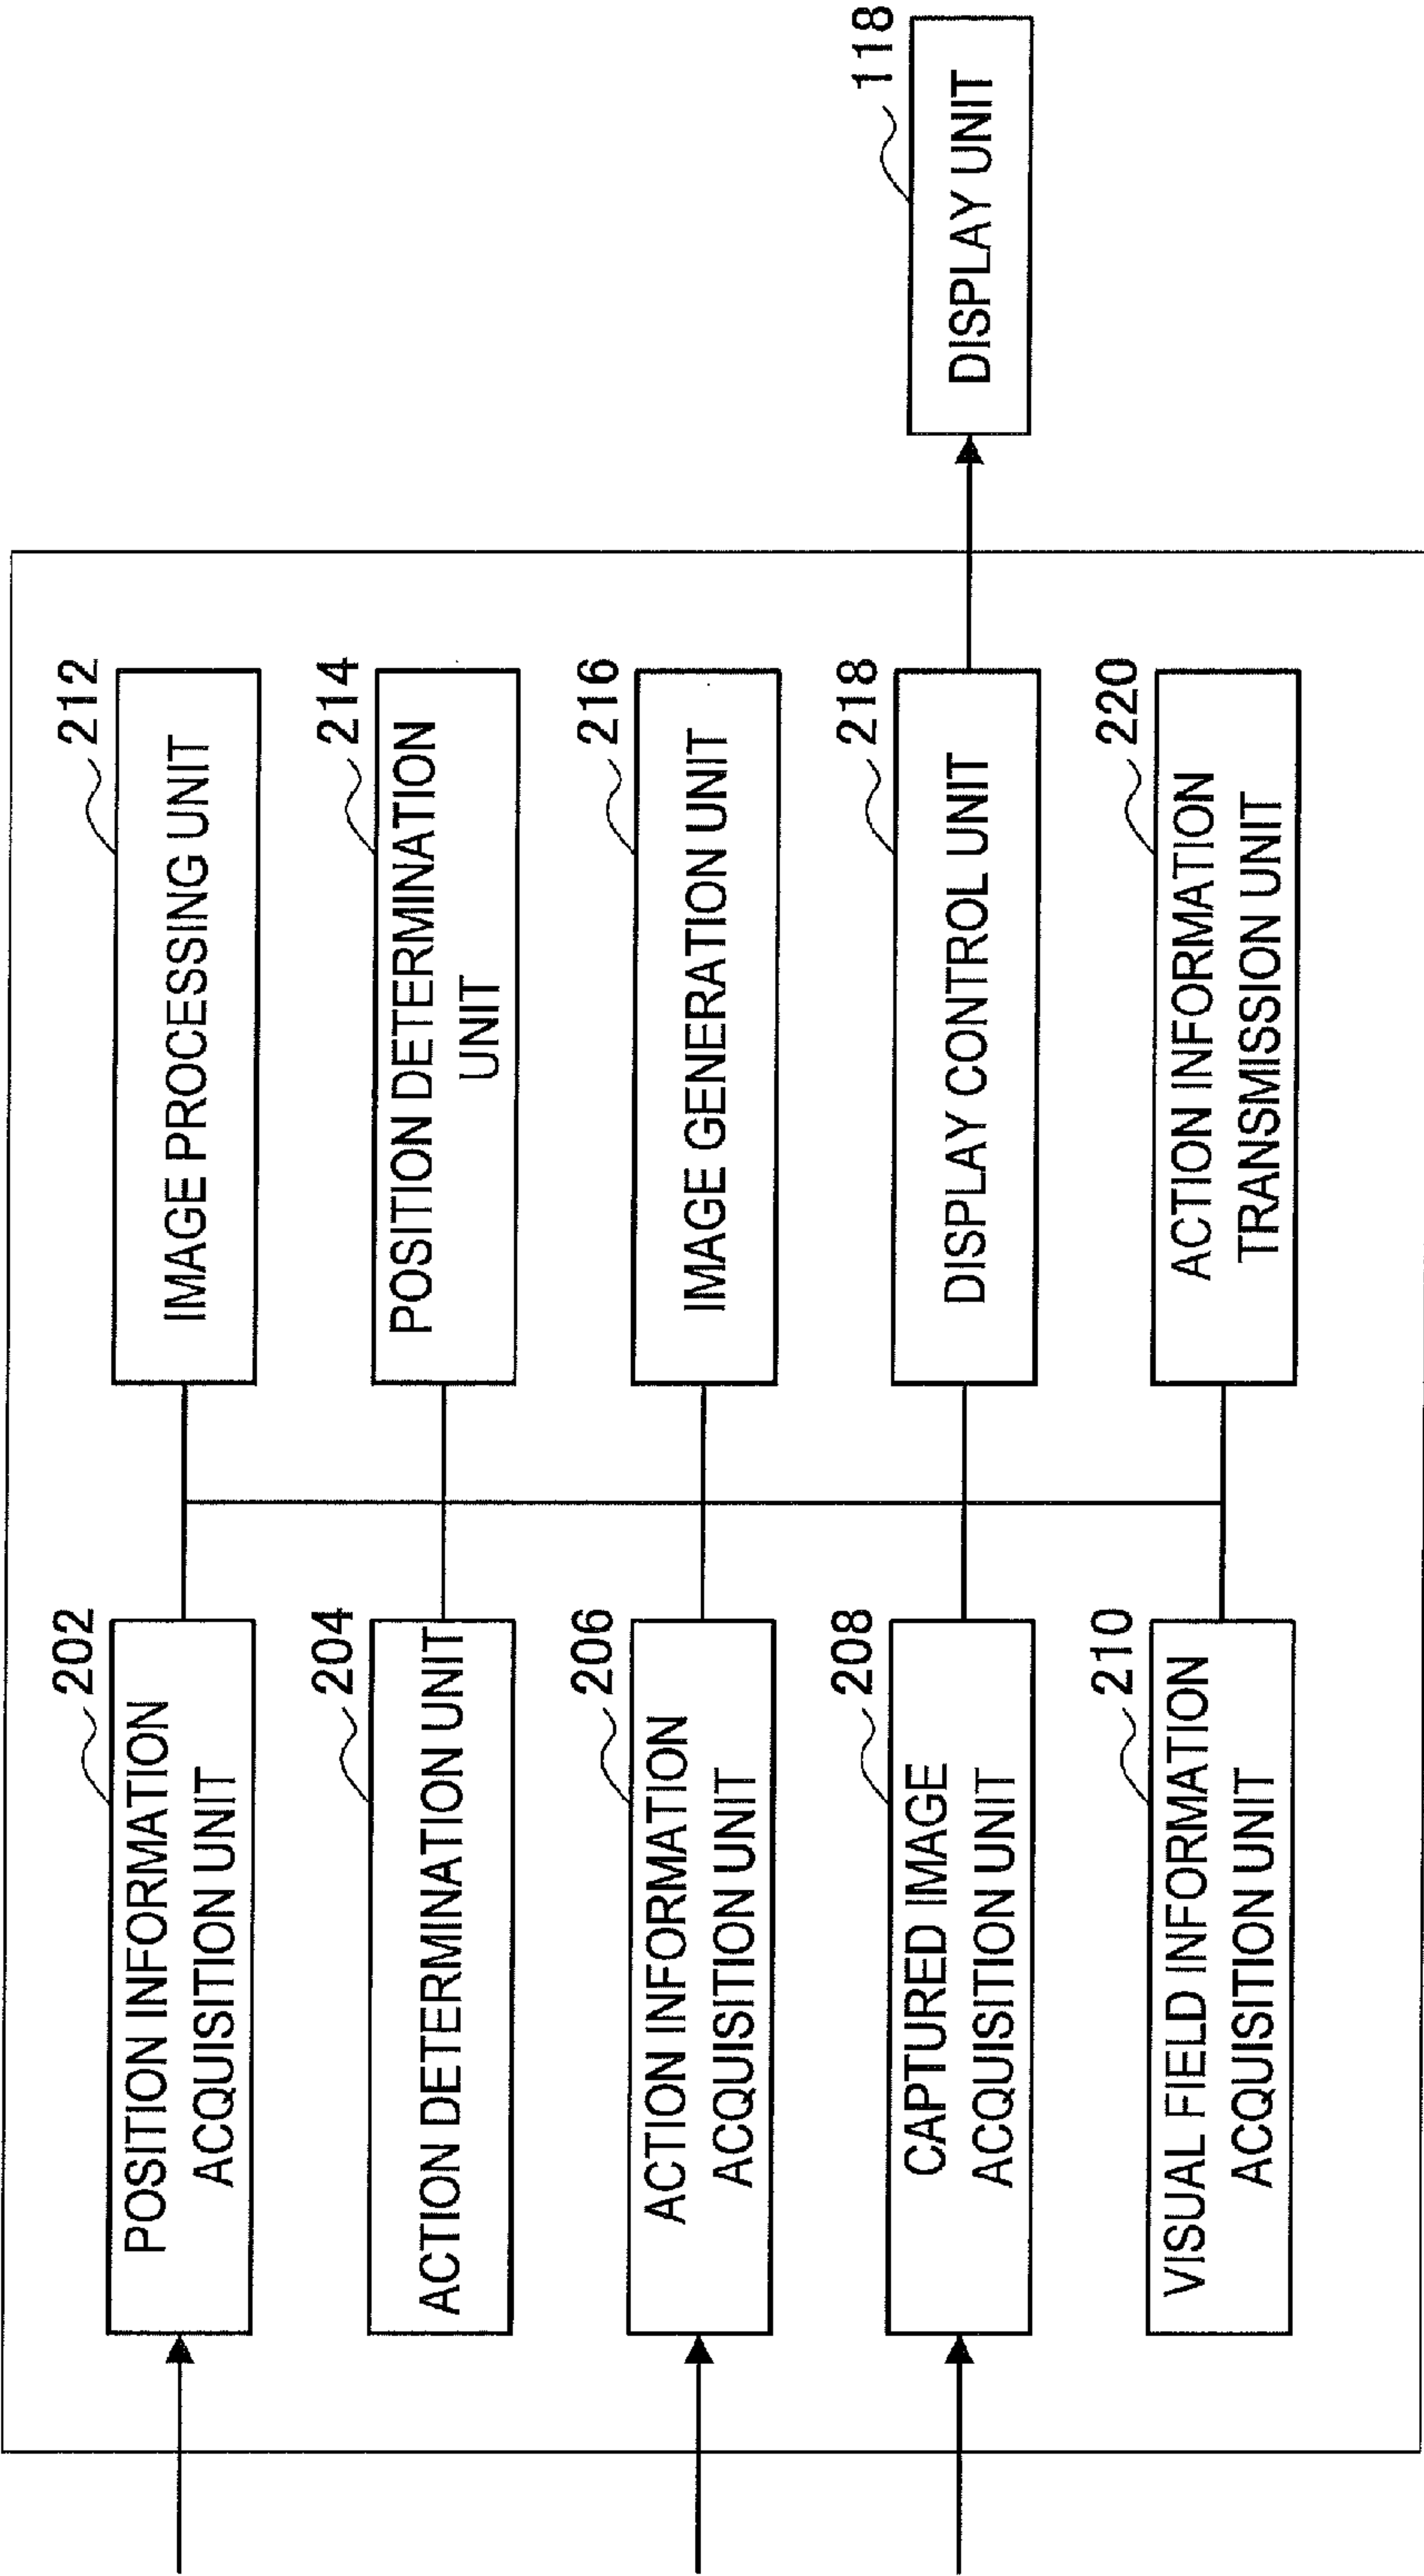 202
POSITION INFORMATION
ACQUISITION UNIT
204
ACTION DETERMINATION UNIT
206
ACTION INFORMATION
ACQUISITION UNIT
208
CAPTURED IMAGE
ACQUISITION UNIT
210
VISUAL FIELD INFORMATION
ACQUISITION UNIT
212
IMAGE PROCESSING UNIT
214
POSITION DETERMINATION
UNIT
216
IMAGE GENERATION UNIT
218
DISPLAY CONTROL UNIT
220
ACTION INFORMATION
TRANSMISSION UNIT
118
DISPLAY UNIT